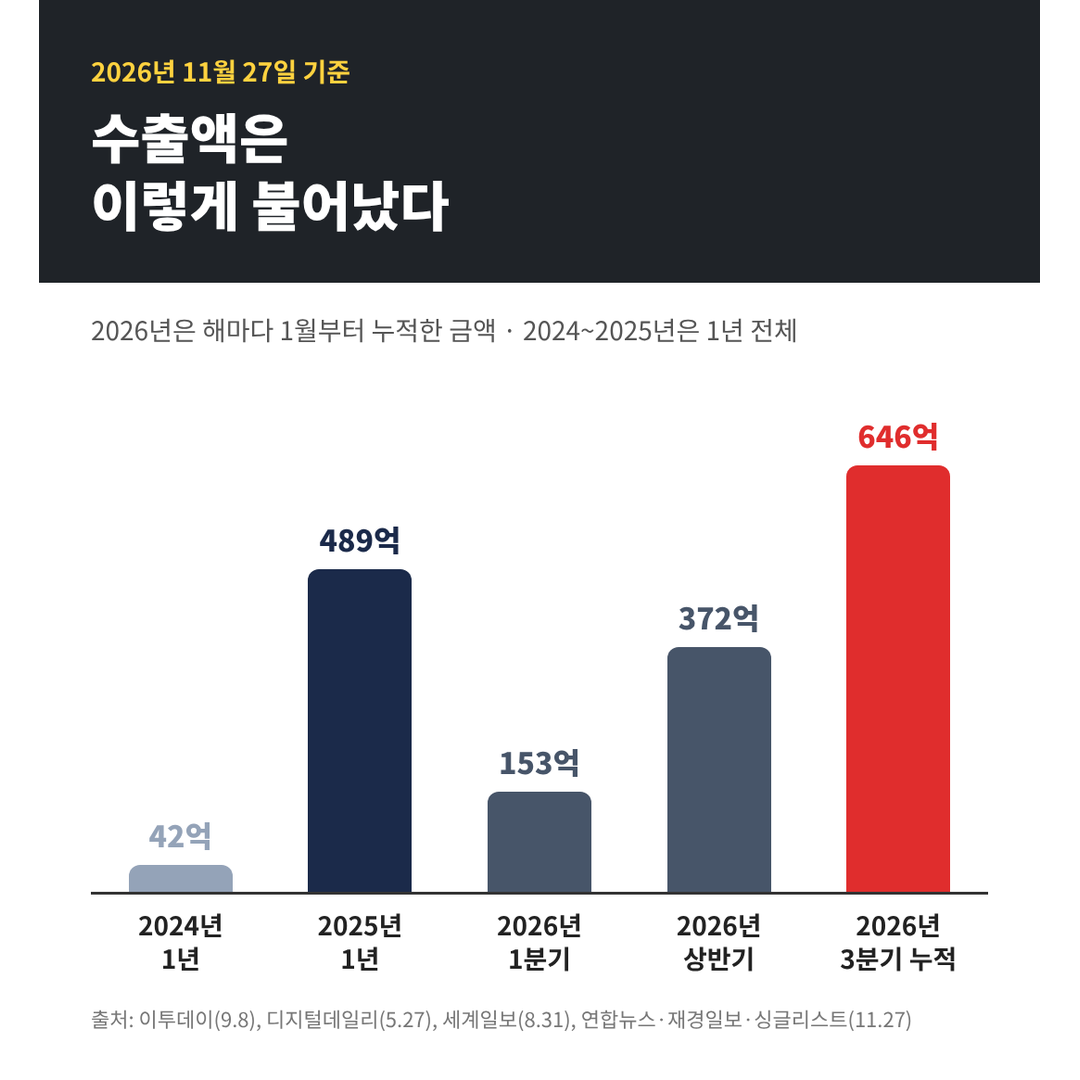 2026년 11월 27일 기준
수출액은
이렇게 불어났다
2026년은 해마다 1월부터 누적한 금액 · 2024~2025년은 1년 전체
646억
489억
372억
153억
42억
2024년 2025년 2026년 2026년 2026년
1년 1년 1분기 상반기 3분기 누적
출처: 이투데이(9.8), 디지털데일리(5.27), 세계일보(8.31), 연합뉴스·재경일보·싱글리스트(11.27)